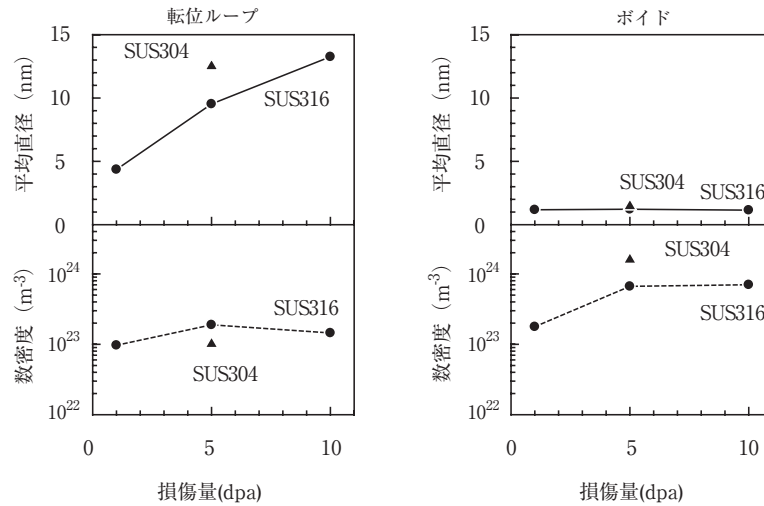 転位ループ
15
SUS304
10
SUS316
平均直径（nm）
5
0
10²⁴
SUS316
数密度（m⁻³）
10²³
SUS304
10²²
0 5 10
損傷量(dpa)
ボイド
15
10
平均直径（nm）
5
SUS304
SUS316
0
SUS304
10²⁴
数密度（m⁻³）
SUS316
10²³
10²²
0 5 10
損傷量(dpa)